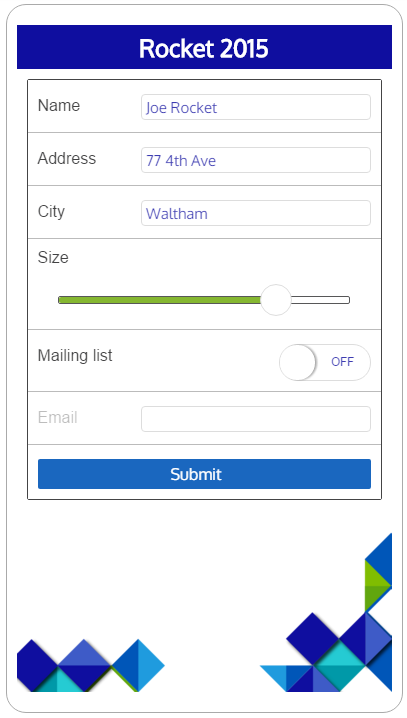 Rocket 2015
Name Joe Rocket
Address 77 4th Ave
City Waltham
Size
Mailing list OFF
Email
Submit